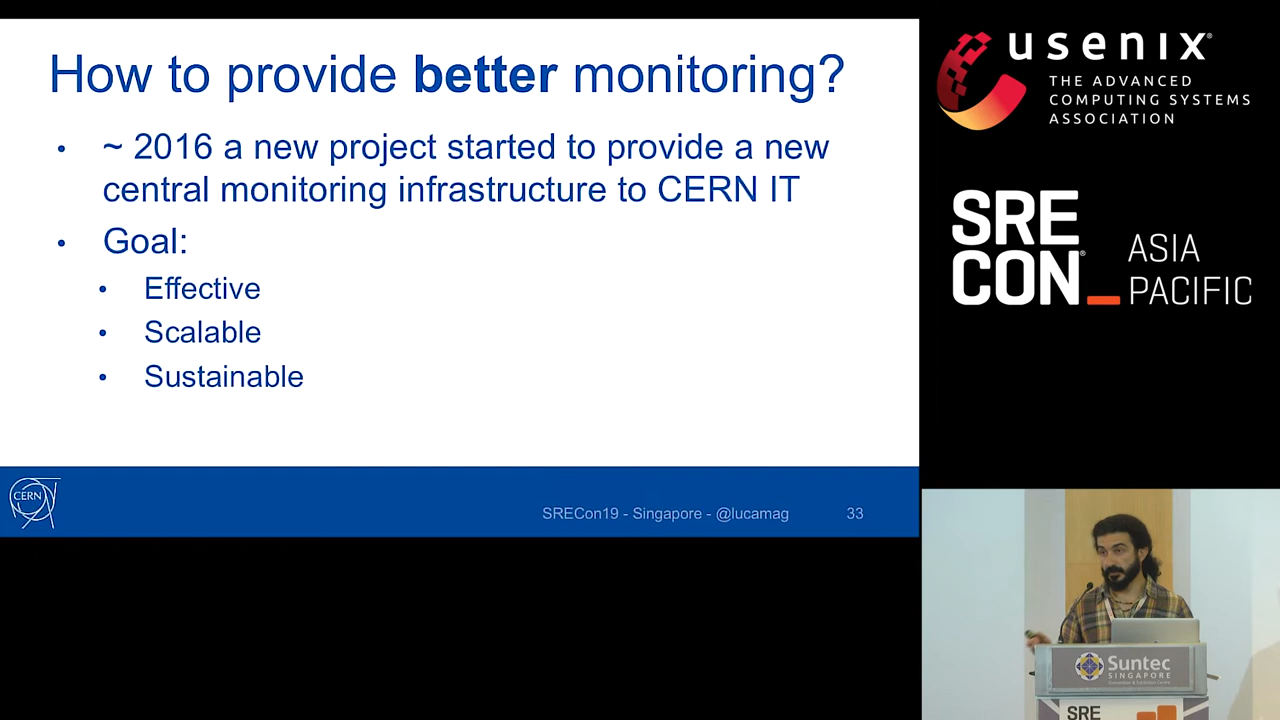 How to provide better monitoring?
• ~ 2016 a new project started to provide a new
central monitoring infrastructure to CERN IT
• Goal:
• Effective
• Scalable
• Sustainable
CERN
SRECon19 - Singapore - @lucamag
33
usenix®
THE ADVANCED
COMPUTING SYSTEMS
ASSOCIATION
SRE
CON®
ASIA
PACIFIC
Suntec
SINGAPORE
SRE